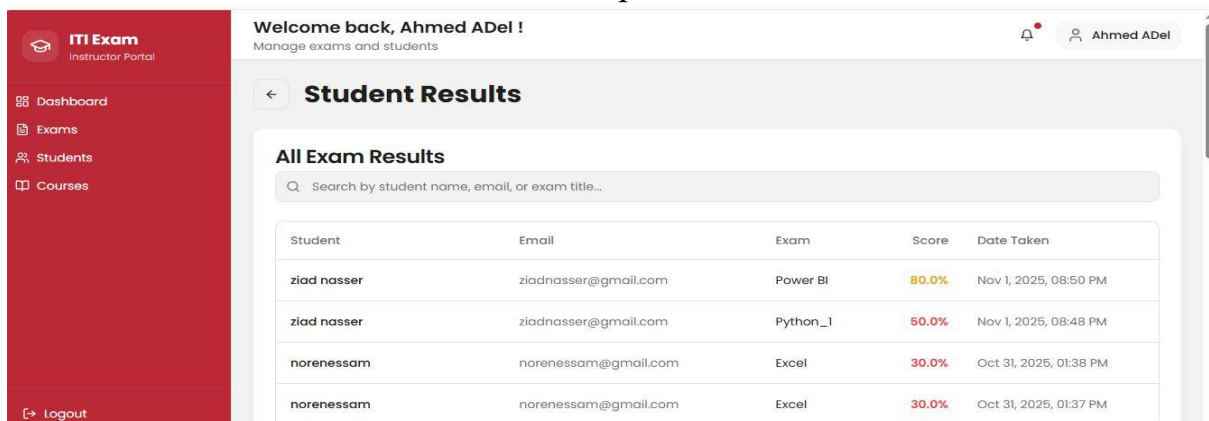 ITI Exam
Instructor Portal
Dashboard
Exams
Students
Courses
Logout
Welcome back, Ahmed ADel !
Manage exams and students
Ahmed ADel
Student Results
All Exam Results
Search by student name, email, or exam title...
Student Email Exam Score Date Taken
ziad nasser ziadnasser@gmail.com Power BI 80.0% Nov 1, 2025, 08:50 PM
ziad nasser ziadnasser@gmail.com Python_1 50.0% Nov 1, 2025, 08:48 PM
norenessam norenessam@gmail.com Excel 30.0% Oct 31, 2025, 01:38 PM
norenessam norenessam@gmail.com Excel 30.0% Oct 31, 2025, 01:37 PM